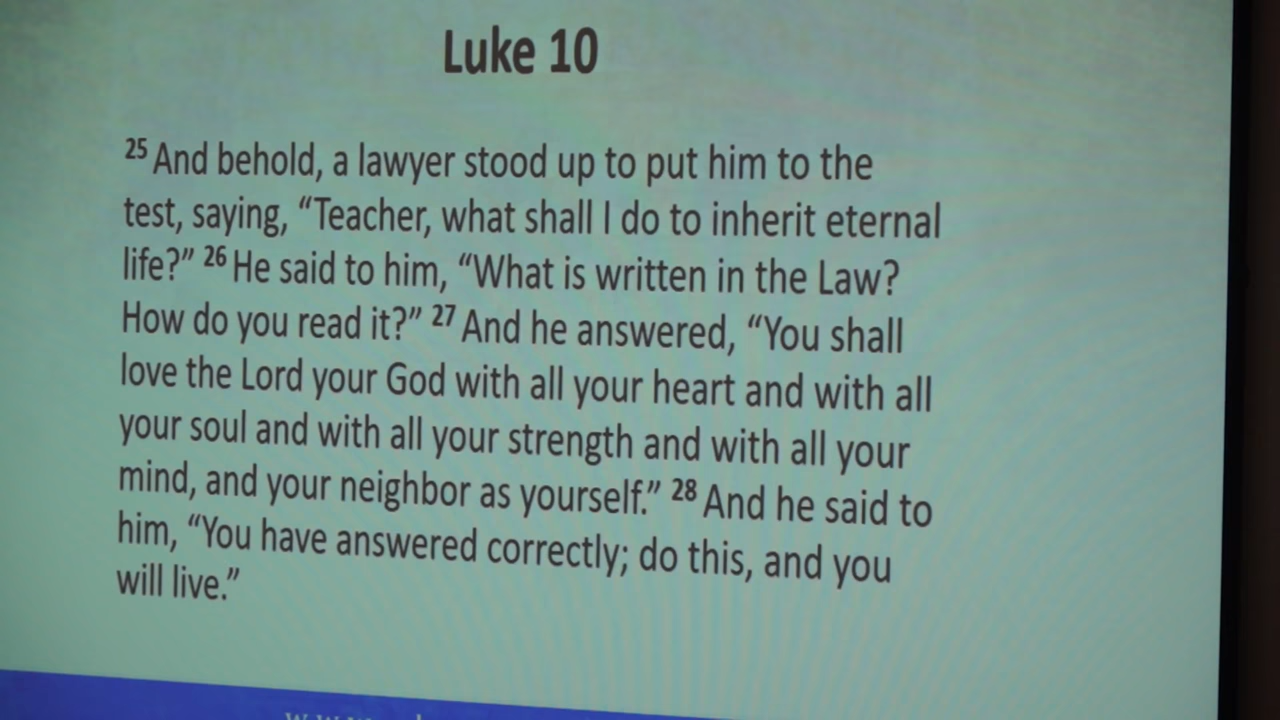 Luke 10
25 And behold, a lawyer stood up to put him to the
test, saying, “Teacher, what shall I do to inherit eternal
life?” 26 He said to him, “What is written in the Law?
How do you read it?” 27 And he answered, “You shall
love the Lord your God with all your heart and with all
your soul and with all your strength and with all your
mind, and your neighbor as yourself.” 28 And he said to
him, “You have answered correctly; do this, and you
will live.”